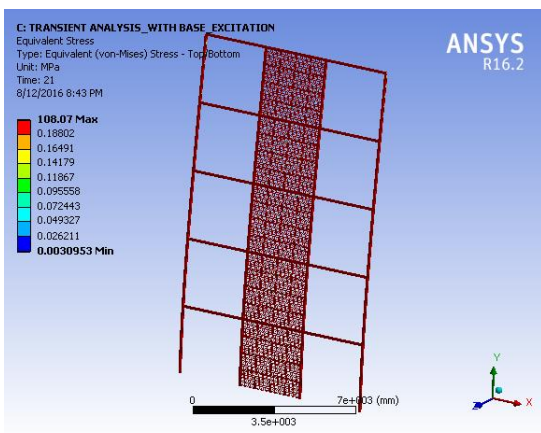 C: TRANSIENT ANALYSIS_WITH BASE_EXCITATION
Equivalent Stress
Type: Equivalent (von-Mises) Stress - Top/Bottom
Unit: MPa
Time: 21
8/12/2016 8:43 PM
ANSYS
R16.2
108.07 Max
0.18802
0.16491
0.14179
0.11867
0.095558
0.072443
0.049327
0.026211
0.0030953 Min
0 7e+003 (mm)
3.5e+003
Y
Z X